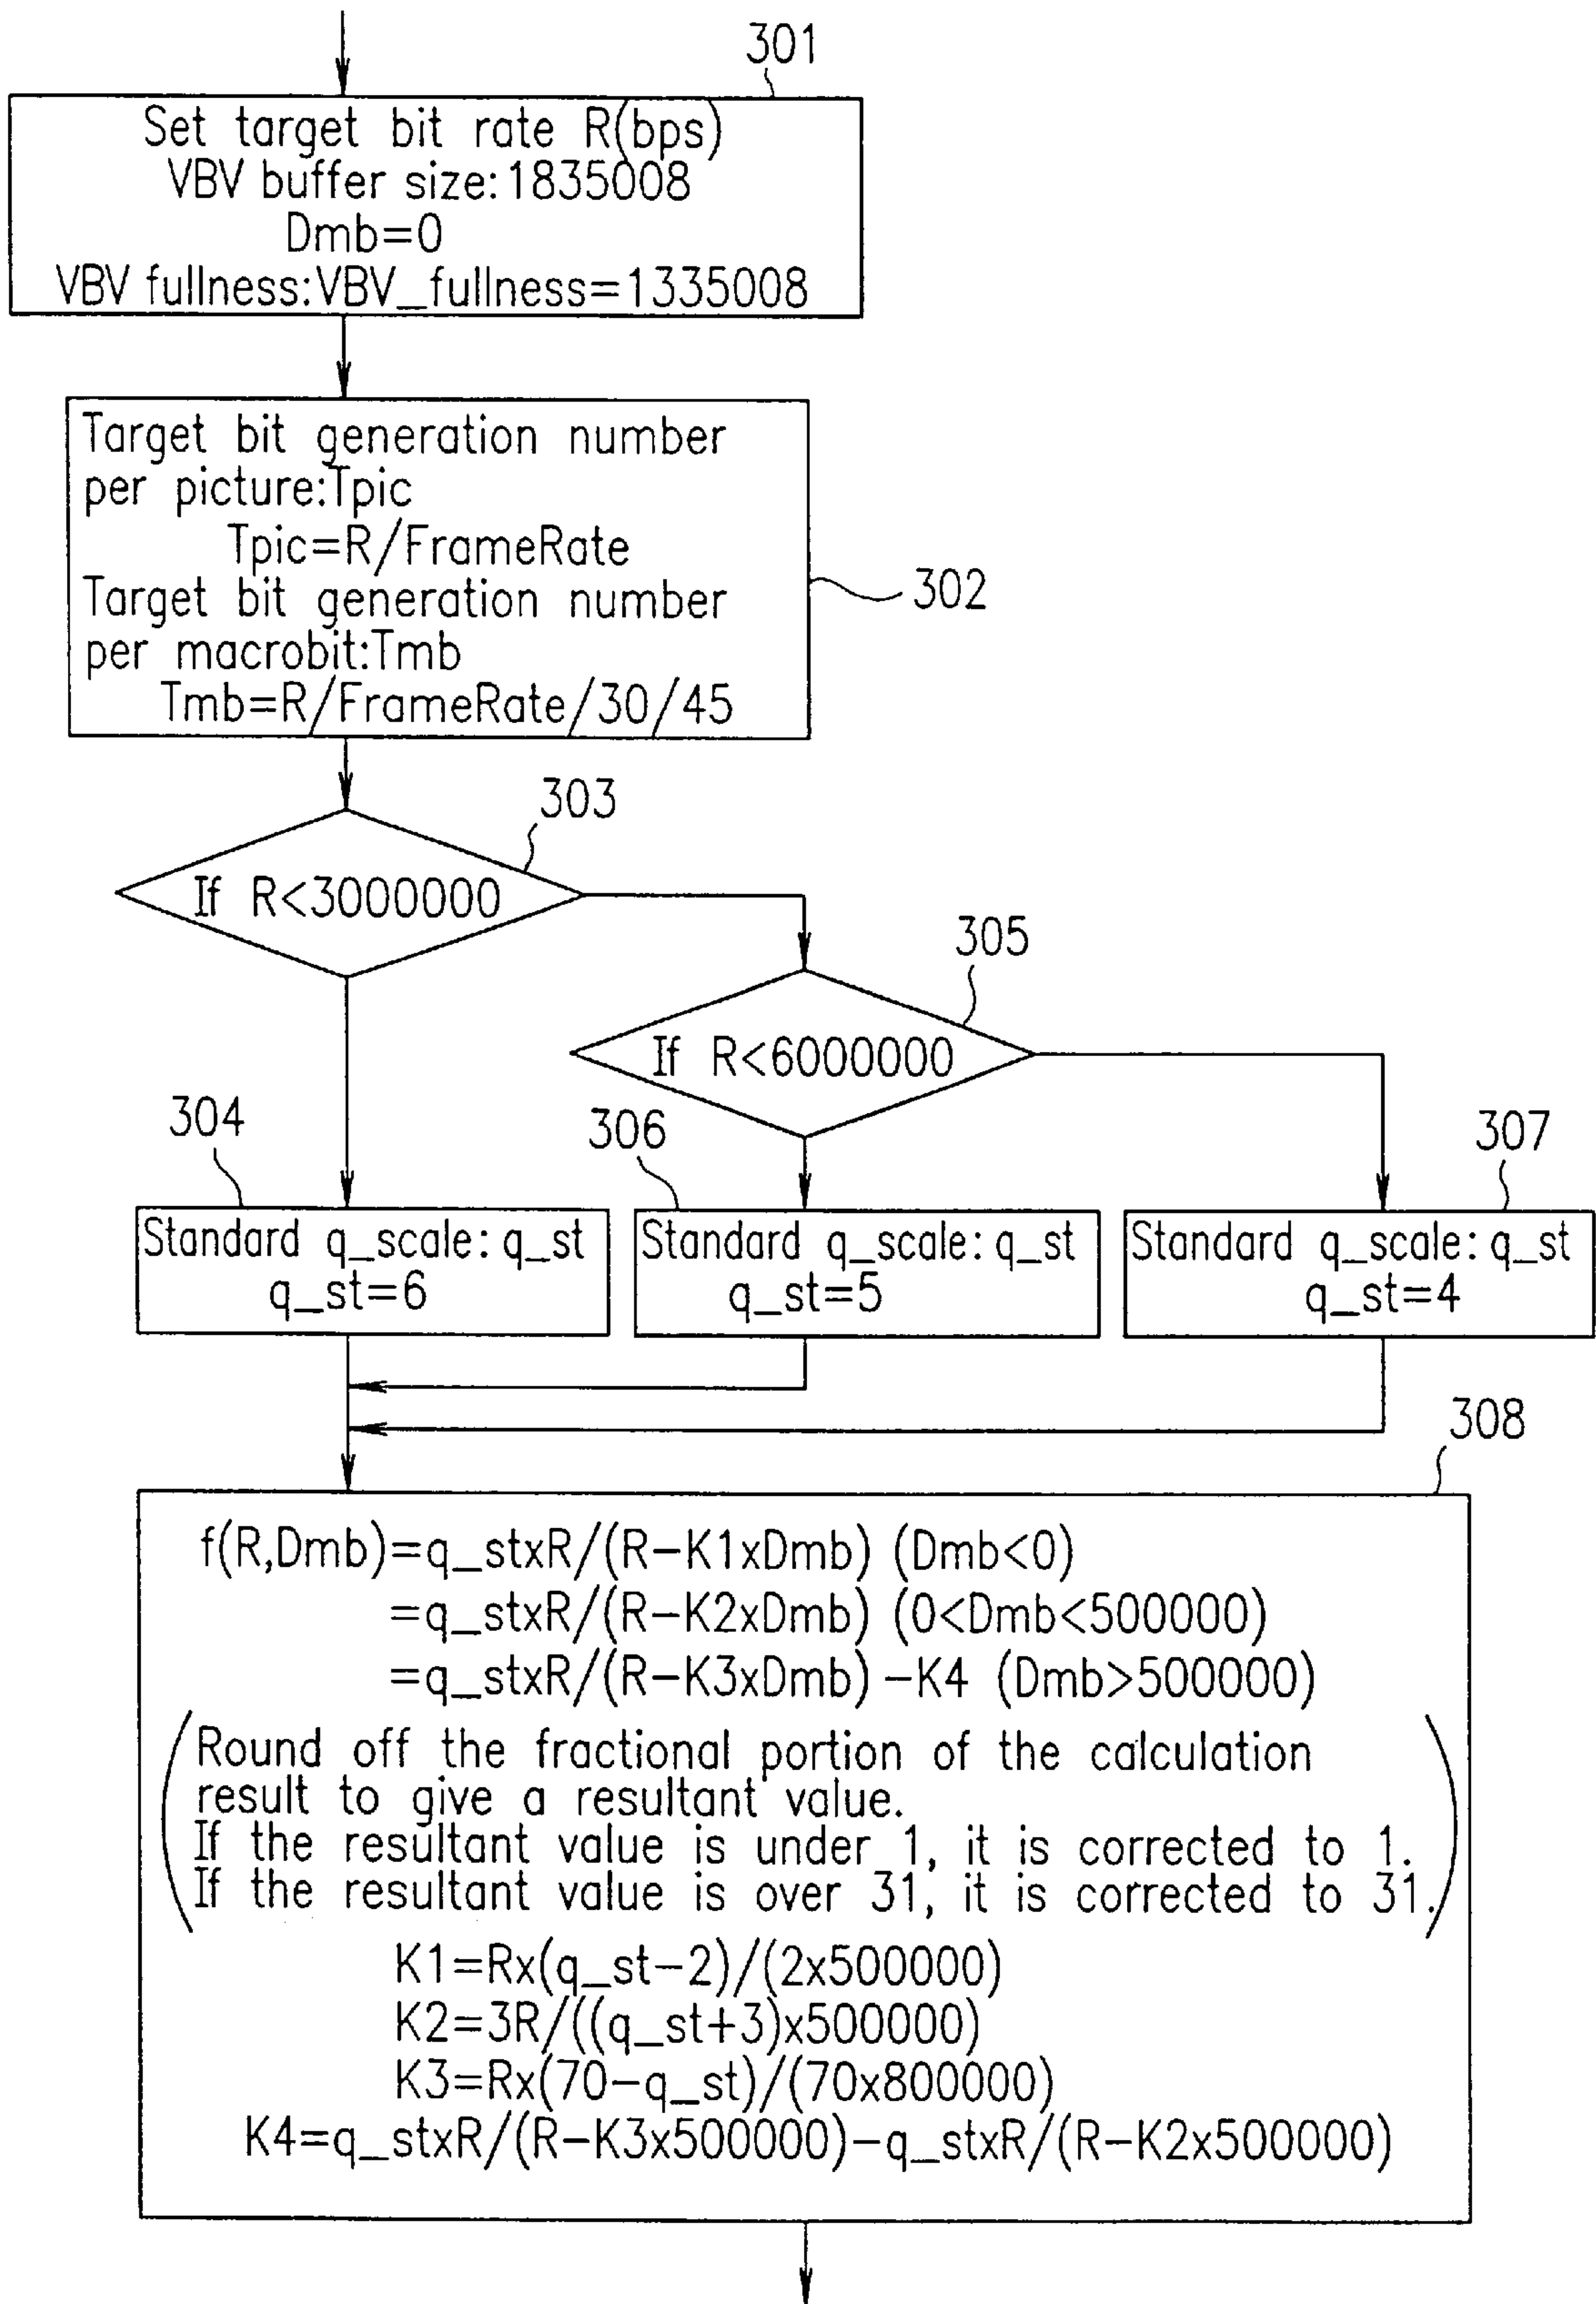 301
Set target bit rate R(bps)
VBV buffer size:1835008
Dmb=0
VBV fullness:VBV_fullness=1335008
Target bit generation number
per picture:Tpic
Tpic=R/FrameRate
Target bit generation number
per macrobit:Tmb
Tmb=R/FrameRate/30/45
302
303
If R<3000000
305
If R<6000000
304
306
307
Standard q_scale: q_st
q_st=6
Standard q_scale: q_st
q_st=5
Standard q_scale: q_st
q_st=4
308
f(R,Dmb)=q_stxR/(R-K1xDmb) (Dmb<0)
=q_stxR/(R-K2xDmb) (0<Dmb<500000)
=q_stxR/(R-K3xDmb)-K4 (Dmb>500000)
(Round off the fractional portion of the calculation
result to give a resultant value.
If the resultant value is under 1, it is corrected to 1.
If the resultant value is over 31, it is corrected to 31.)
K1=Rx(q_st-2)/(2x500000)
K2=3R/((q_st+3)x500000)
K3=Rx(70-q_st)/(70x800000)
K4=q_stxR/(R-K3x500000)-q_stxR/(R-K2x500000)